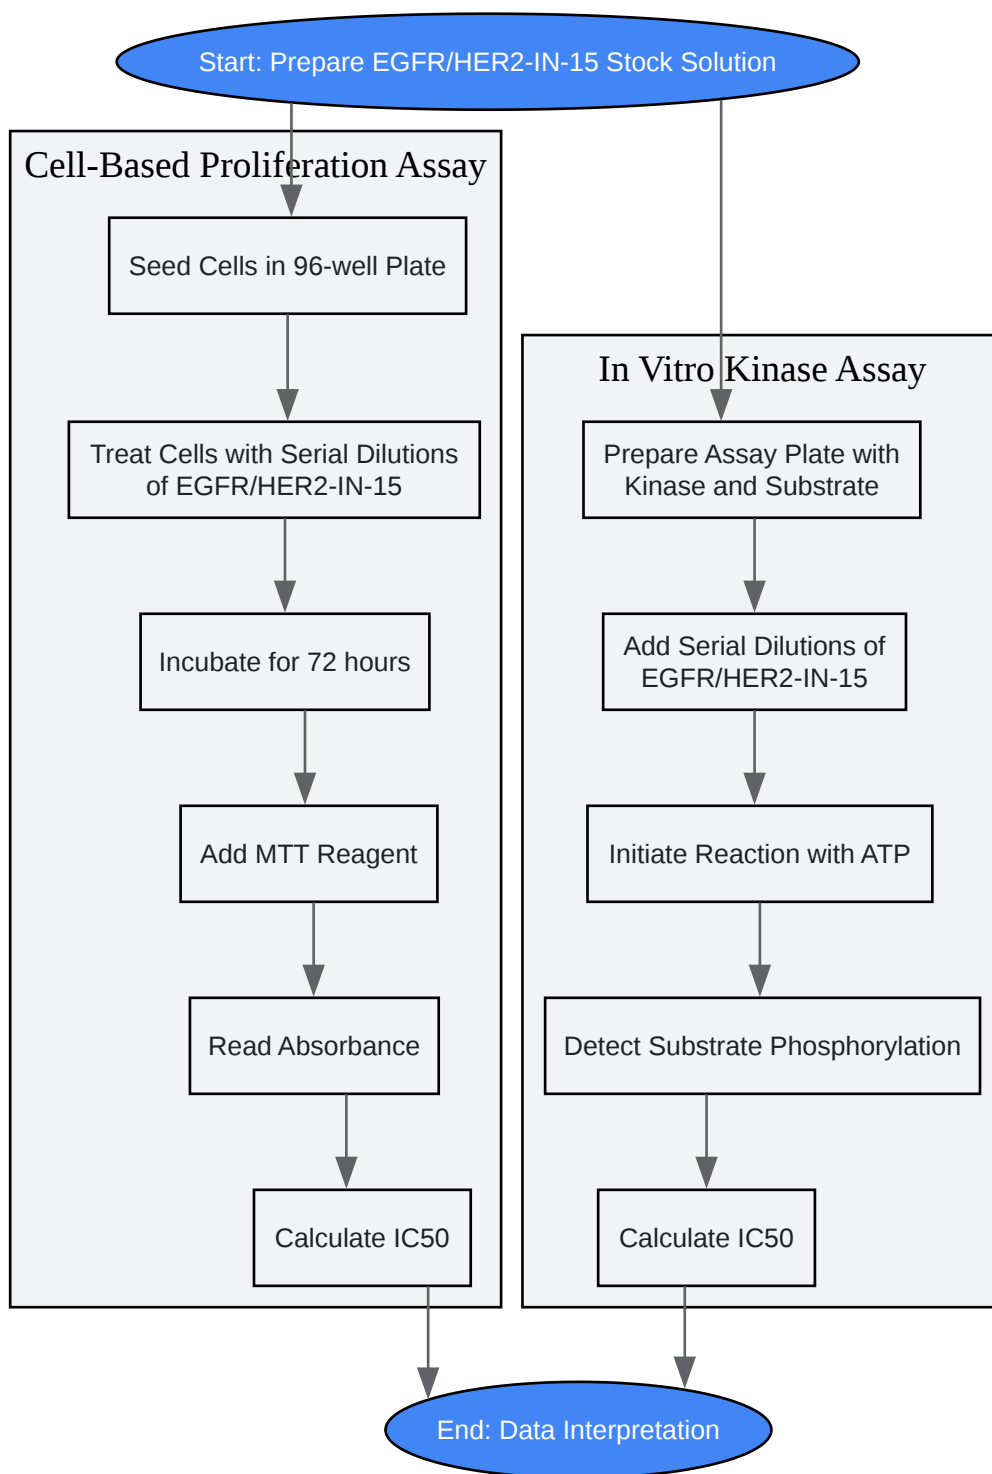 Start: Prepare EGFR/HER2-IN-15 Stock Solution
Cell-Based Proliferation Assay
Seed Cells in 96-well Plate
Treat Cells with Serial Dilutions
of EGFR/HER2-IN-15
Incubate for 72 hours
Add MTT Reagent
Read Absorbance
Calculate IC50
In Vitro Kinase Assay
Prepare Assay Plate with
Kinase and Substrate
Add Serial Dilutions of
EGFR/HER2-IN-15
Initiate Reaction with ATP
Detect Substrate Phosphorylation
Calculate IC50
End: Data Interpretation